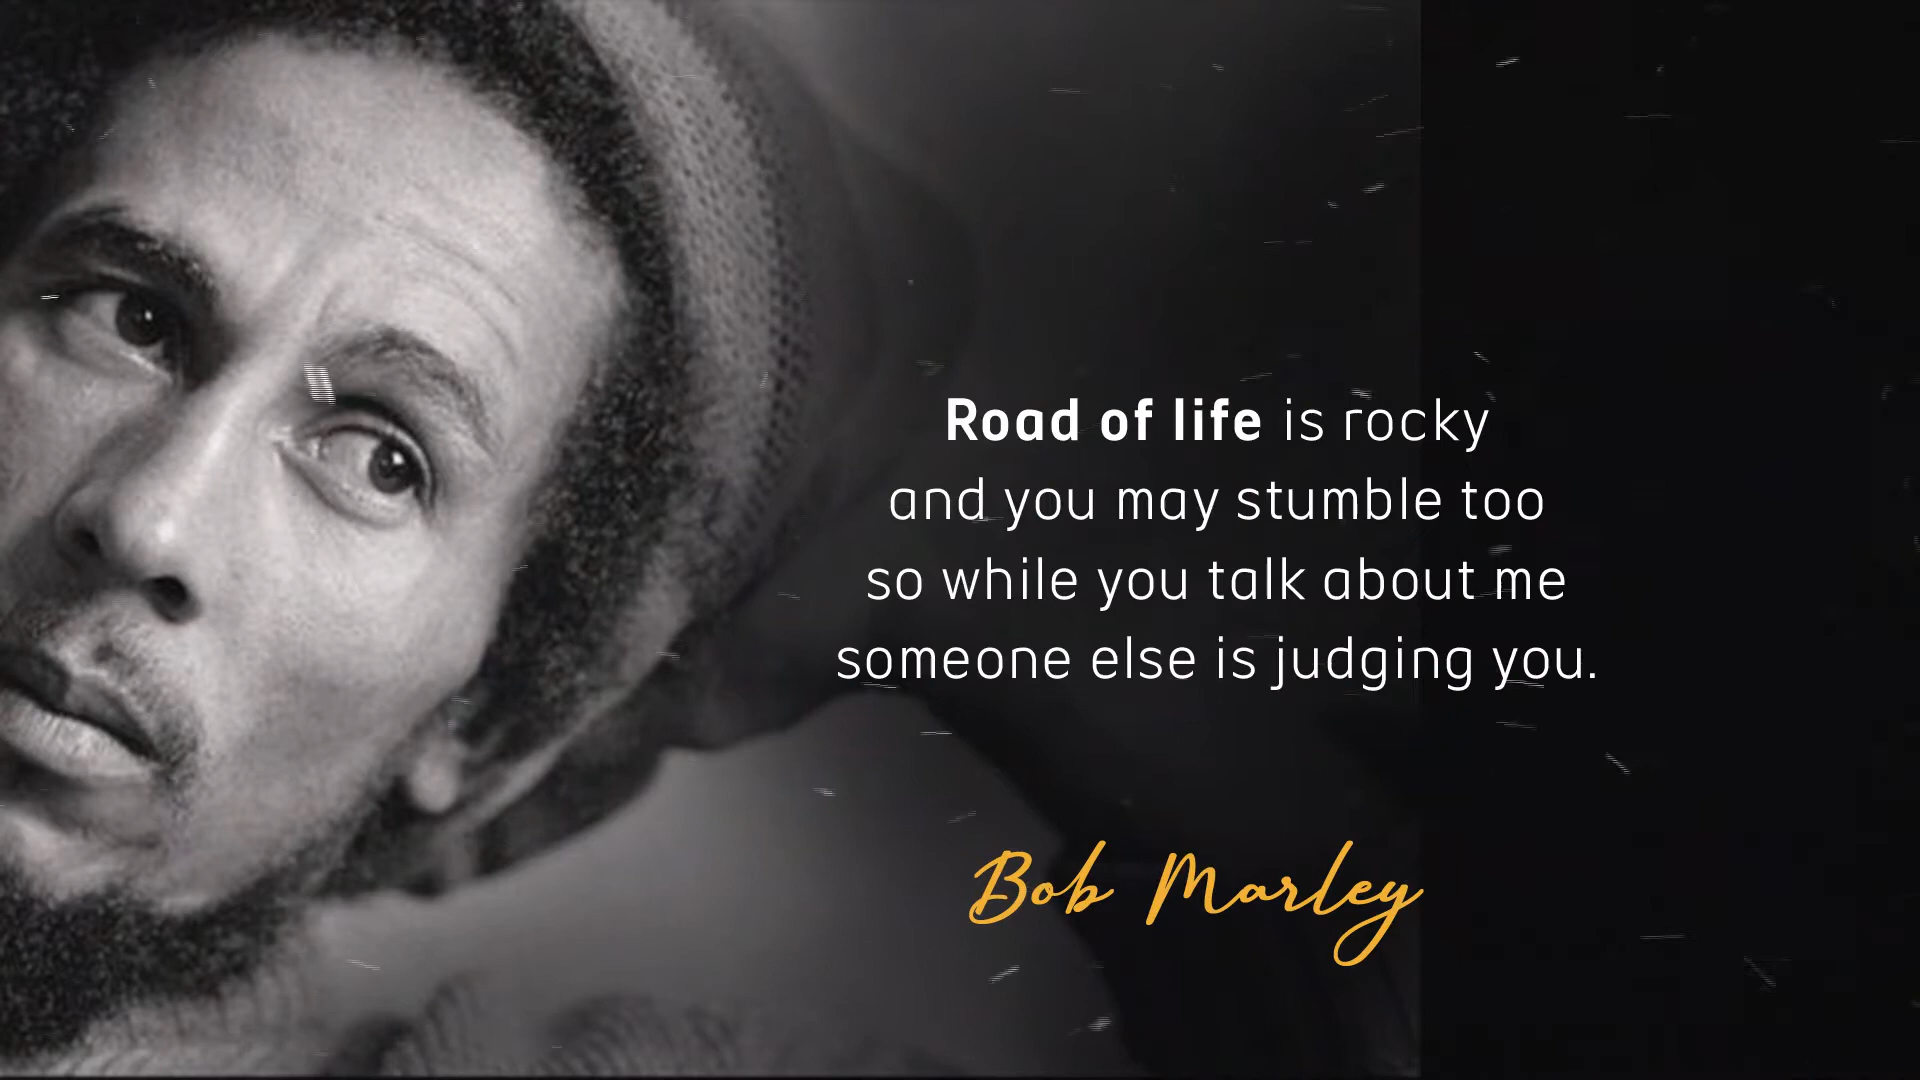 Road of life is rocky
and you may stumble too
so while you talk about me
someone else is judging you.
Bob Marley